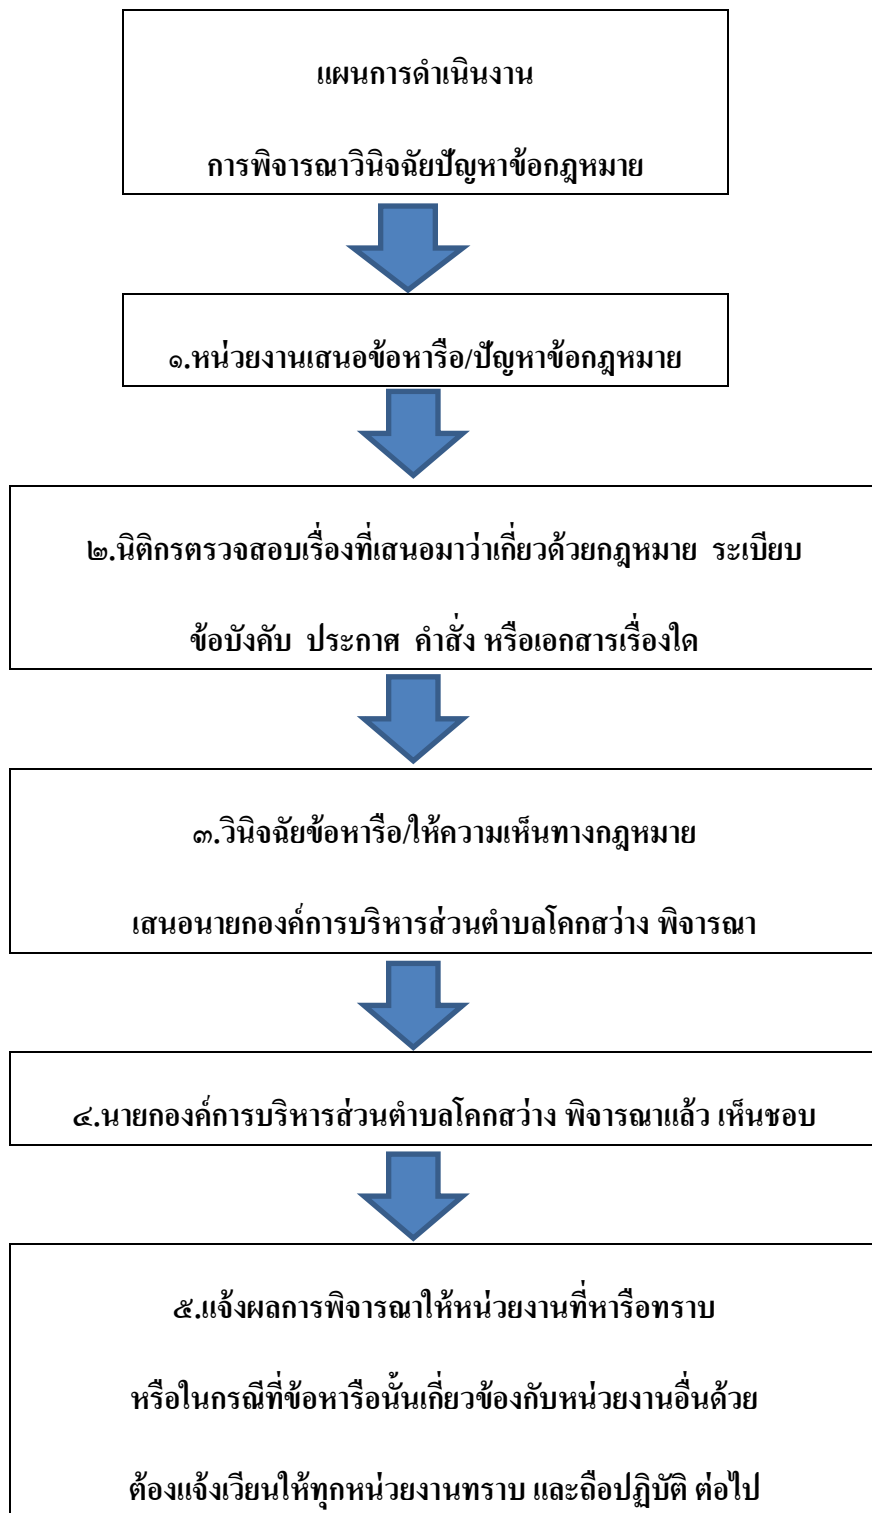 แผนการดำเนินงาน
การพิจารณาวินิจฉัยปัญหาข้อกฎหมาย
๑.หน่วยงานเสนอข้อหารือ/ปัญหาข้อกฎหมาย
๒.นิติกรตรวจสอบเรื่องที่เสนอมาว่าเกี่ยวด้วยกฎหมาย ระเบียบ
ข้อบังคับ ประกาศ คำสั่ง หรือเอกสารเรื่องใด
๓.วินิจฉัยข้อหารือ/ให้ความเห็นทางกฎหมาย
เสนอนายกองค์การบริหารส่วนตำบลโคกสว่าง พิจารณา
๔.นายกองค์การบริหารส่วนตำบลโคกสว่าง พิจารณาแล้ว เห็นชอบ
๕.แจ้งผลการพิจารณาให้หน่วยงานที่หารือทราบ
หรือในกรณีที่ข้อหารือนั้นเกี่ยวข้องกับหน่วยงานอื่นด้วย
ต้องแจ้งเวียนให้ทุกหน่วยงานทราบ และถือปฏิบัติ ต่อไป